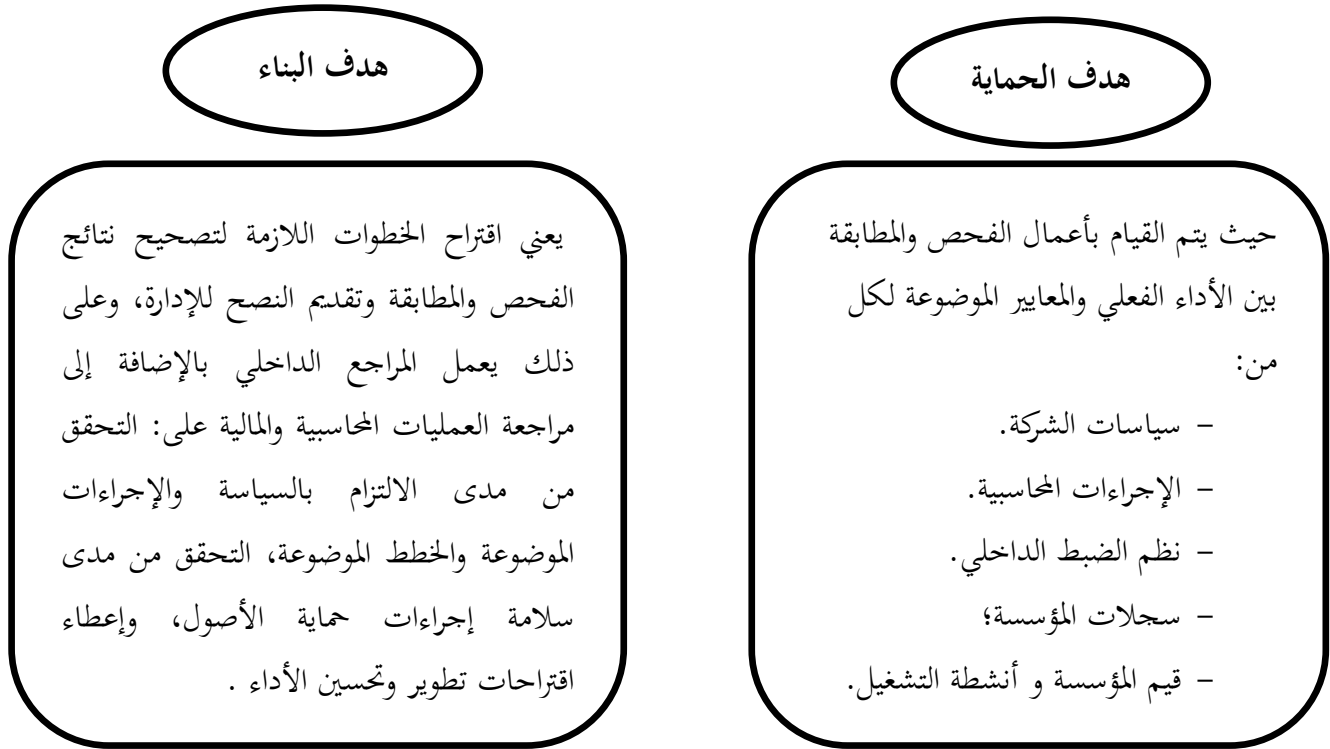 هدف الحماية
حيث يتم القيام بأعمال الفحص والمطابقة
بين الأداء الفعلي والمعايير الموضوعة لكل
من:
– سياسات الشركة.
– الإجراءات المحاسبية.
– نظم الضبط الداخلي.
– سجلات المؤسسة؛
– قيم المؤسسة و أنشطة التشغيل.
هدف البناء
يعني اقتراح الخطوات اللازمة لتصحيح نتائج
الفحص والمطابقة وتقديم النصح للإدارة، وعلى
ذلك يعمل المراجع الداخلي بالإضافة إلى
مراجعة العمليات المحاسبية والمالية على: التحقق
من مدى الالتزام بالسياسة والإجراءات
الموضوعة والخطط الموضوعة، التحقق من مدى
سلامة إجراءات حماية الأصول، وإعطاء
اقتراحات تطوير وتحسين الأداء .